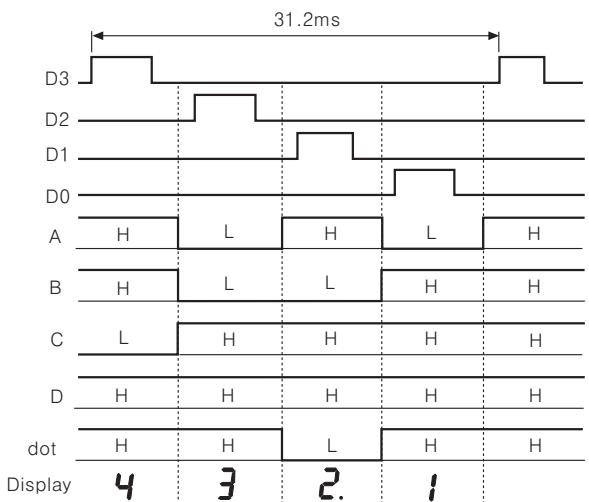 31.2ms
D3
D2
D1
D0
A H L H L H
B H L L H H
C L H H H H
D H H H H H
dot H H L H H
Display 4 3 2. 1